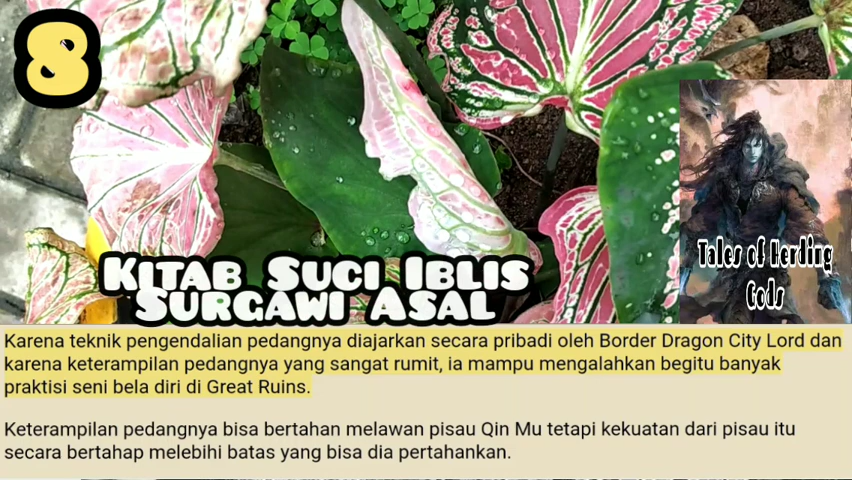 8
Tales of Herding
Gods
Kitab Suci Iblis
Surgawi Asal
Karena teknik pengendalian pedangnya diajarkan secara pribadi oleh Border Dragon City Lord dan
karena keterampilan pedangnya yang sangat rumit, ia mampu mengalahkan begitu banyak
praktisi seni bela diri di Great Ruins.
Keterampilan pedangnya bisa bertahan melawan pisau Qin Mu tetapi kekuatan dari pisau itu
secara bertahap melebihi batas yang bisa dia pertahankan.